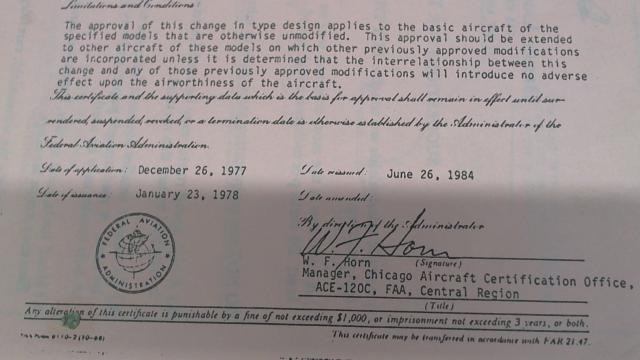 Limitations and Conditions:
The approval of this change in type design applies to the basic aircraft of the
specified models that are otherwise unmodified. This approval should be extended
to other aircraft of these models on which other previously approved modifications
are incorporated unless it is determined that the interrelationship between this
change and any of those previously approved modifications will introduce no adverse
effect upon the airworthiness of the aircraft.
This certificate and the supporting data which is the basis for approval shall remain in effect until sur-
rendered, suspended, revoked, or a termination date is otherwise established by the Administrator of the
Federal Aviation Administration.
Date of application: December 26, 1977
Date reissued: June 26, 1984
Date of issuance: January 23, 1978
Date amended:
FEDERAL AVIATION
ADMINISTRATION
By direction of the Administrator
W. F. Horn
(Signature)
W. F. Horn
Manager, Chicago Aircraft Certification Office,
ACE-120C, FAA, Central Region
(Title)
Any alteration of this certificate is punishable by a fine of not exceeding $1,000, or imprisonment not exceeding 3 years, or both.
FAA Form 8110-2 (10-68)
This certificate may be transferred in accordance with FAR 21.47.